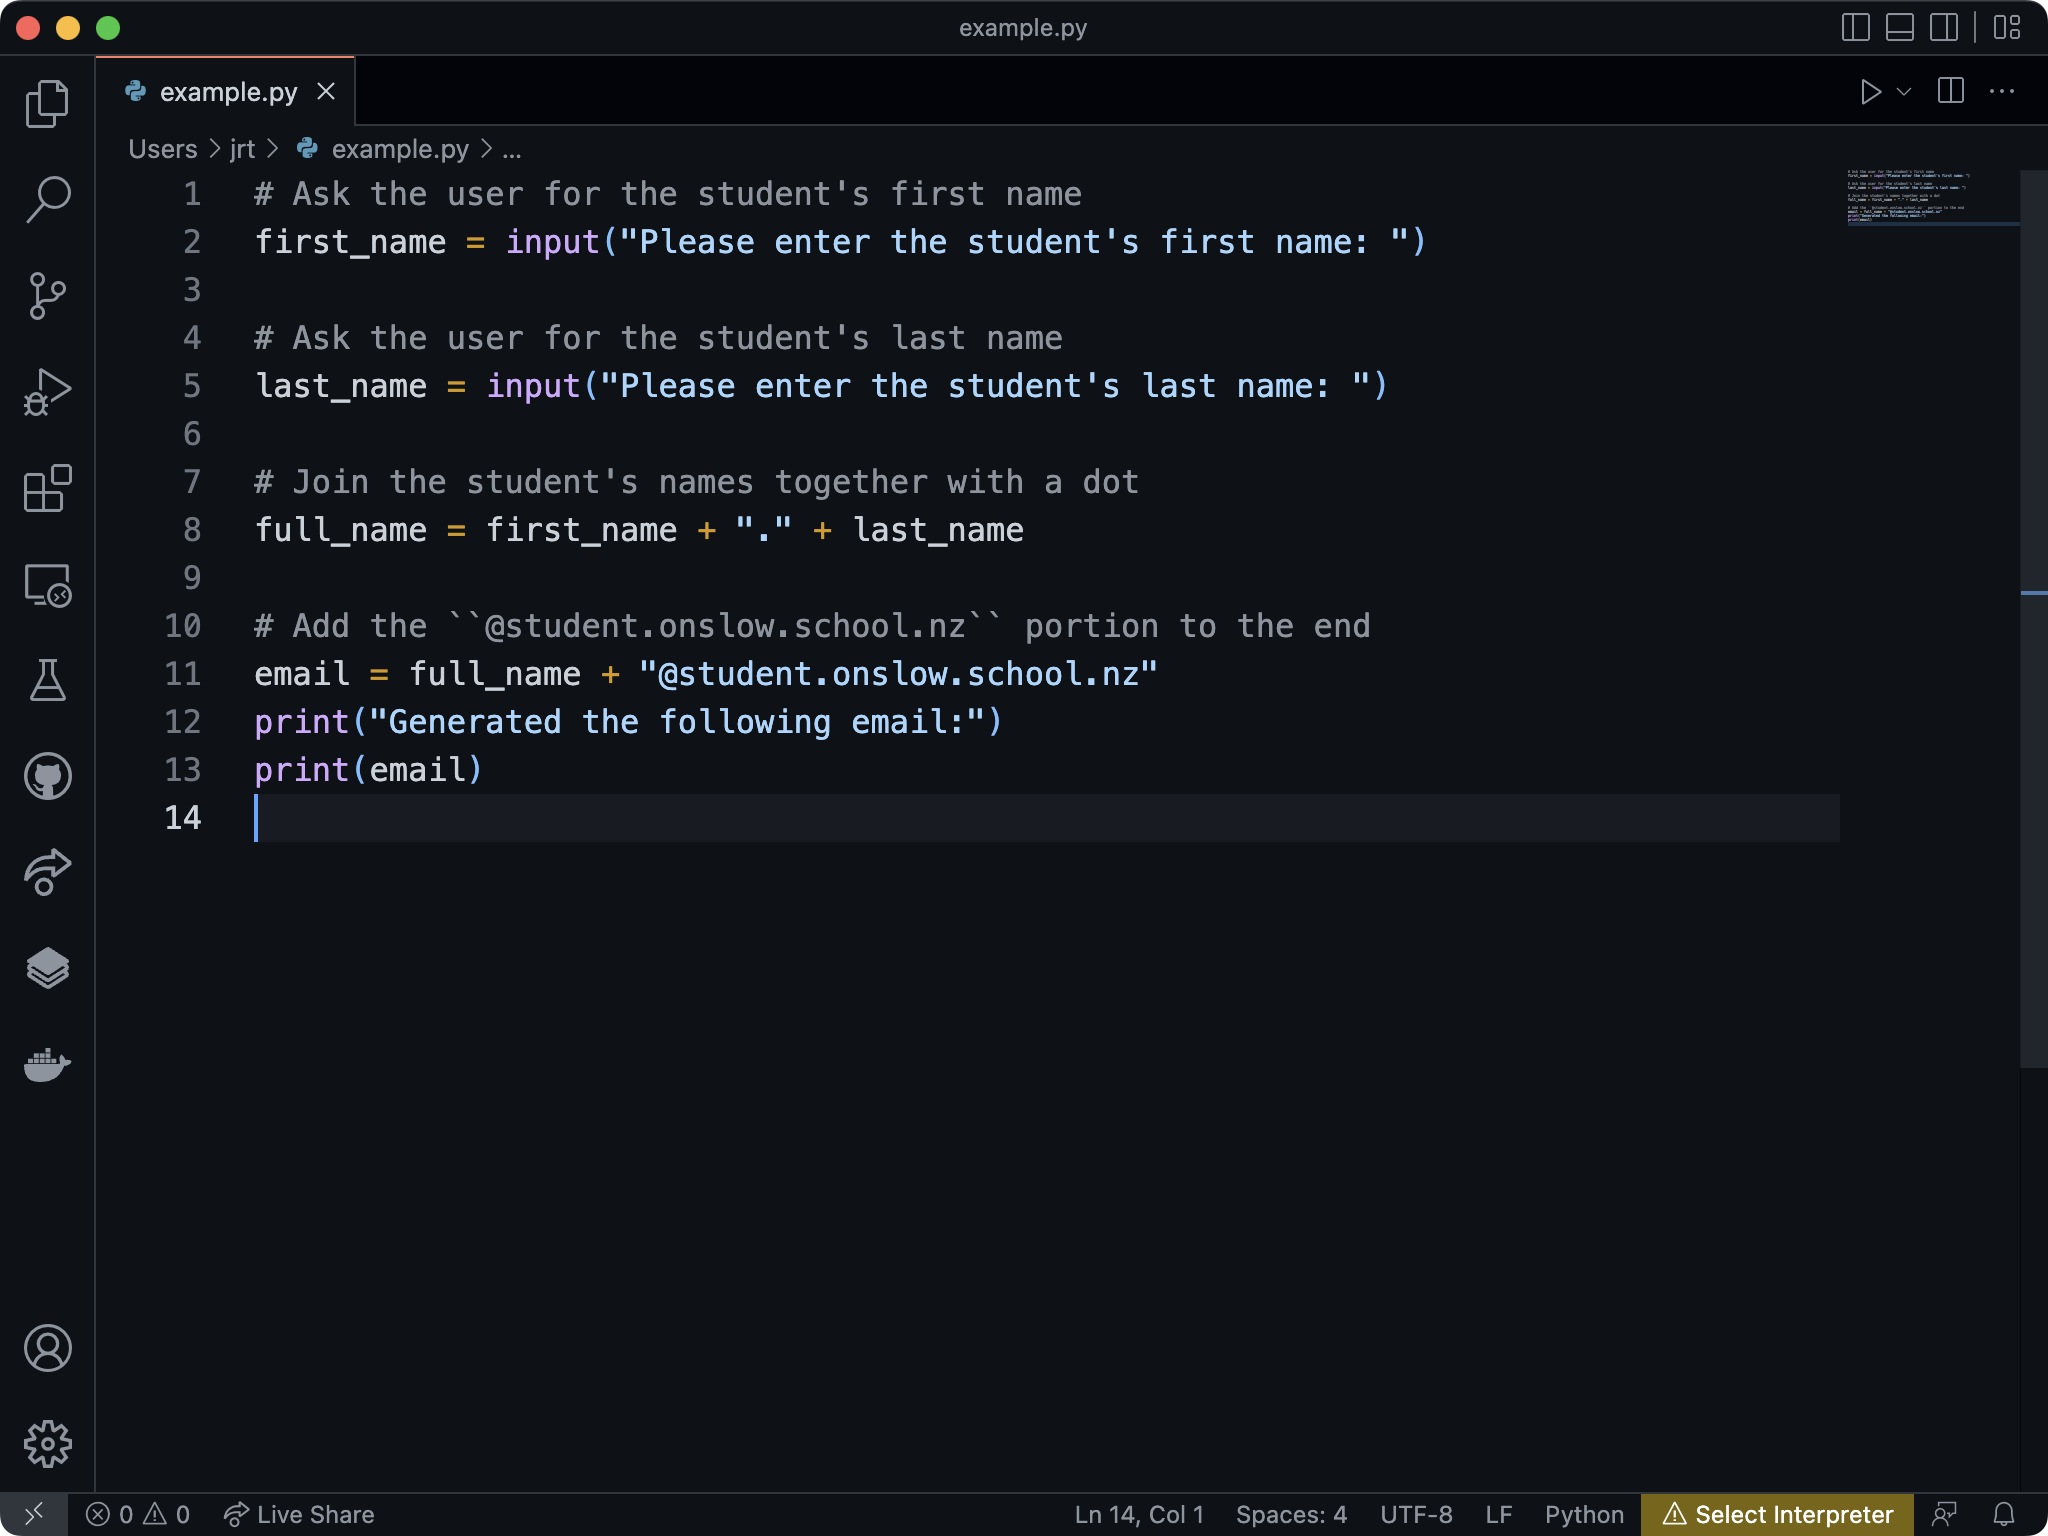 example.py
example.py
Users > jrt > example.py > ...
1 # Ask the user for the student's first name
2 first_name = input("Please enter the student's first name: ")
3
4 # Ask the user for the student's last name
5 last_name = input("Please enter the student's last name: ")
6
7 # Join the student's names together with a dot
8 full_name = first_name + "." + last_name
9
10 # Add the ``@student.onslow.school.nz`` portion to the end
11 email = full_name + "@student.onslow.school.nz"
12 print("Generated the following email:")
13 print(email)
14
0 0 Live Share Ln 14, Col 1 Spaces: 4 UTF-8 LF Python Select Interpreter